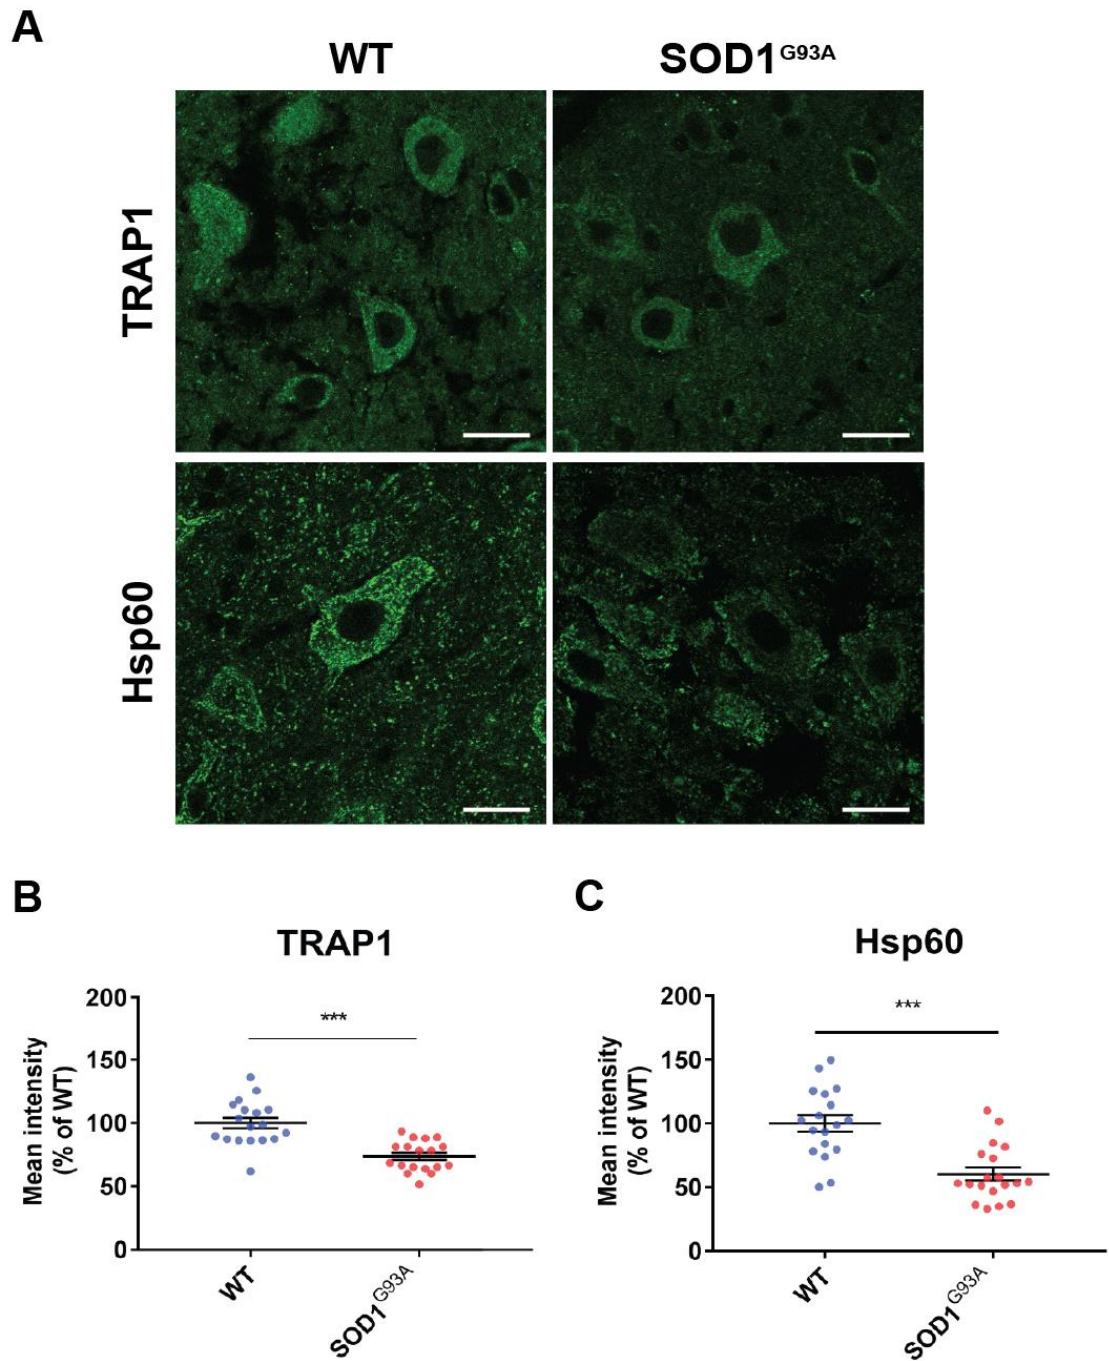 A
WT
SOD1G93A
TRAP1
Hsp60
B
TRAP1
Mean intensity
(% of WT)
200
150
100
50
0
***
WT
SOD1G93A
C
Hsp60
Mean intensity
(% of WT)
200
150
100
50
0
***
WT
SOD1G93A